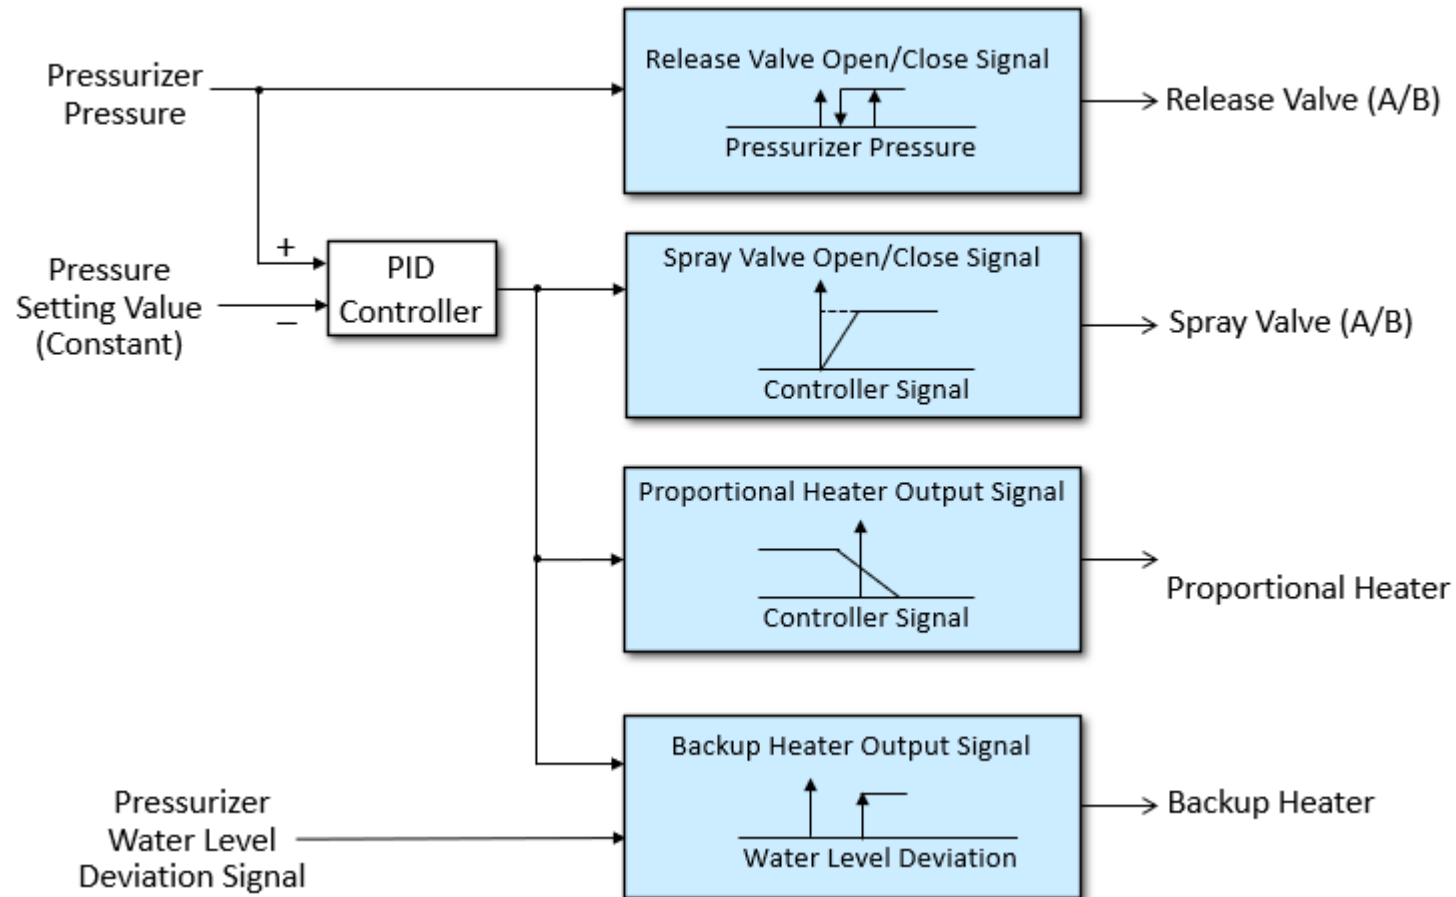 Pressurizer
Pressure
Release Valve Open/Close Signal
Pressurizer Pressure
Release Valve (A/B)
Pressure
Setting Value
(Constant)
+
–
PID
Controller
Spray Valve Open/Close Signal
Controller Signal
Spray Valve (A/B)
Proportional Heater Output Signal
Controller Signal
Proportional Heater
Pressurizer
Water Level
Deviation Signal
Backup Heater Output Signal
Water Level Deviation
Backup Heater